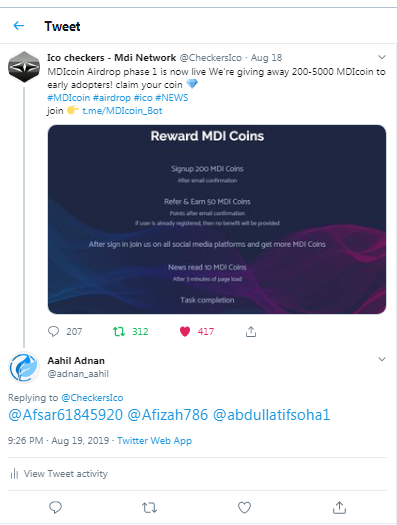 Tweet
Ico checkers - Mdi Network @CheckersIco · Aug 18
MDIcoin Airdrop phase 1 is now live We're giving away 200-5000 MDIcoin to
early adopters! claim your coin 💎
#MDIcoin #airdrop #ico #NEWS
join 👉 t.me/MDIcoin_Bot
Reward MDI Coins
Signup 200 MDI Coins
After email confirmation
Refer & Earn 50 MDI Coins
Points after email confirmation
If user is already registered, then no benefit will be provided
After sign in Join us on all social media platforms and get more MDI Coins
News read 10 MDI Coins
After 3 minutes of page load
Task completion
207 312 417
Aahil Adnan
@adnan_aahil
Replying to @CheckersIco
@Afsar61845920 @Afizah786 @abdullatifsoha1
9:26 PM · Aug 19, 2019 · Twitter Web App
View Tweet activity